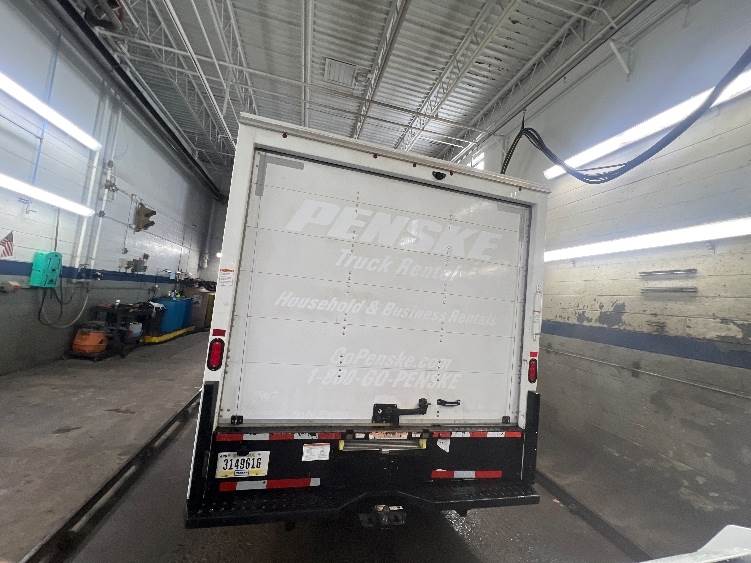 PENSKE
Truck Rental
Household & Business Rentals
GoPenske.com
1-800-GO-PENSKE
3149616